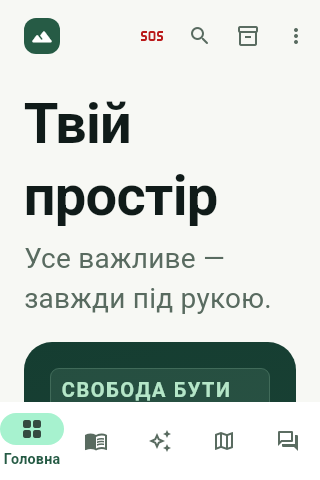 SOS
Твій
простір
Усе важливе —
завжди під рукою.
СВОБОДА БУТИ
Головна